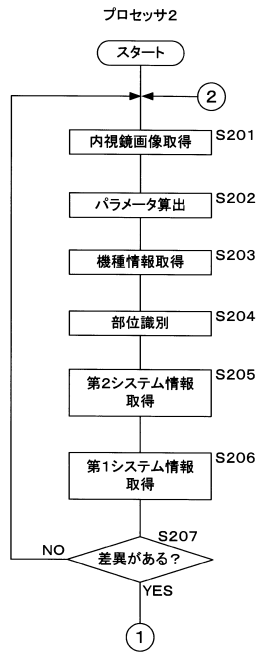 プロセッサ2
スタート
2
内視鏡画像取得
S201
パラメータ算出
S202
機種情報取得
S203
部位識別
S204
第2システム情報
取得
S205
第1システム情報
取得
S206
S207
差異がある?
NO
YES
1